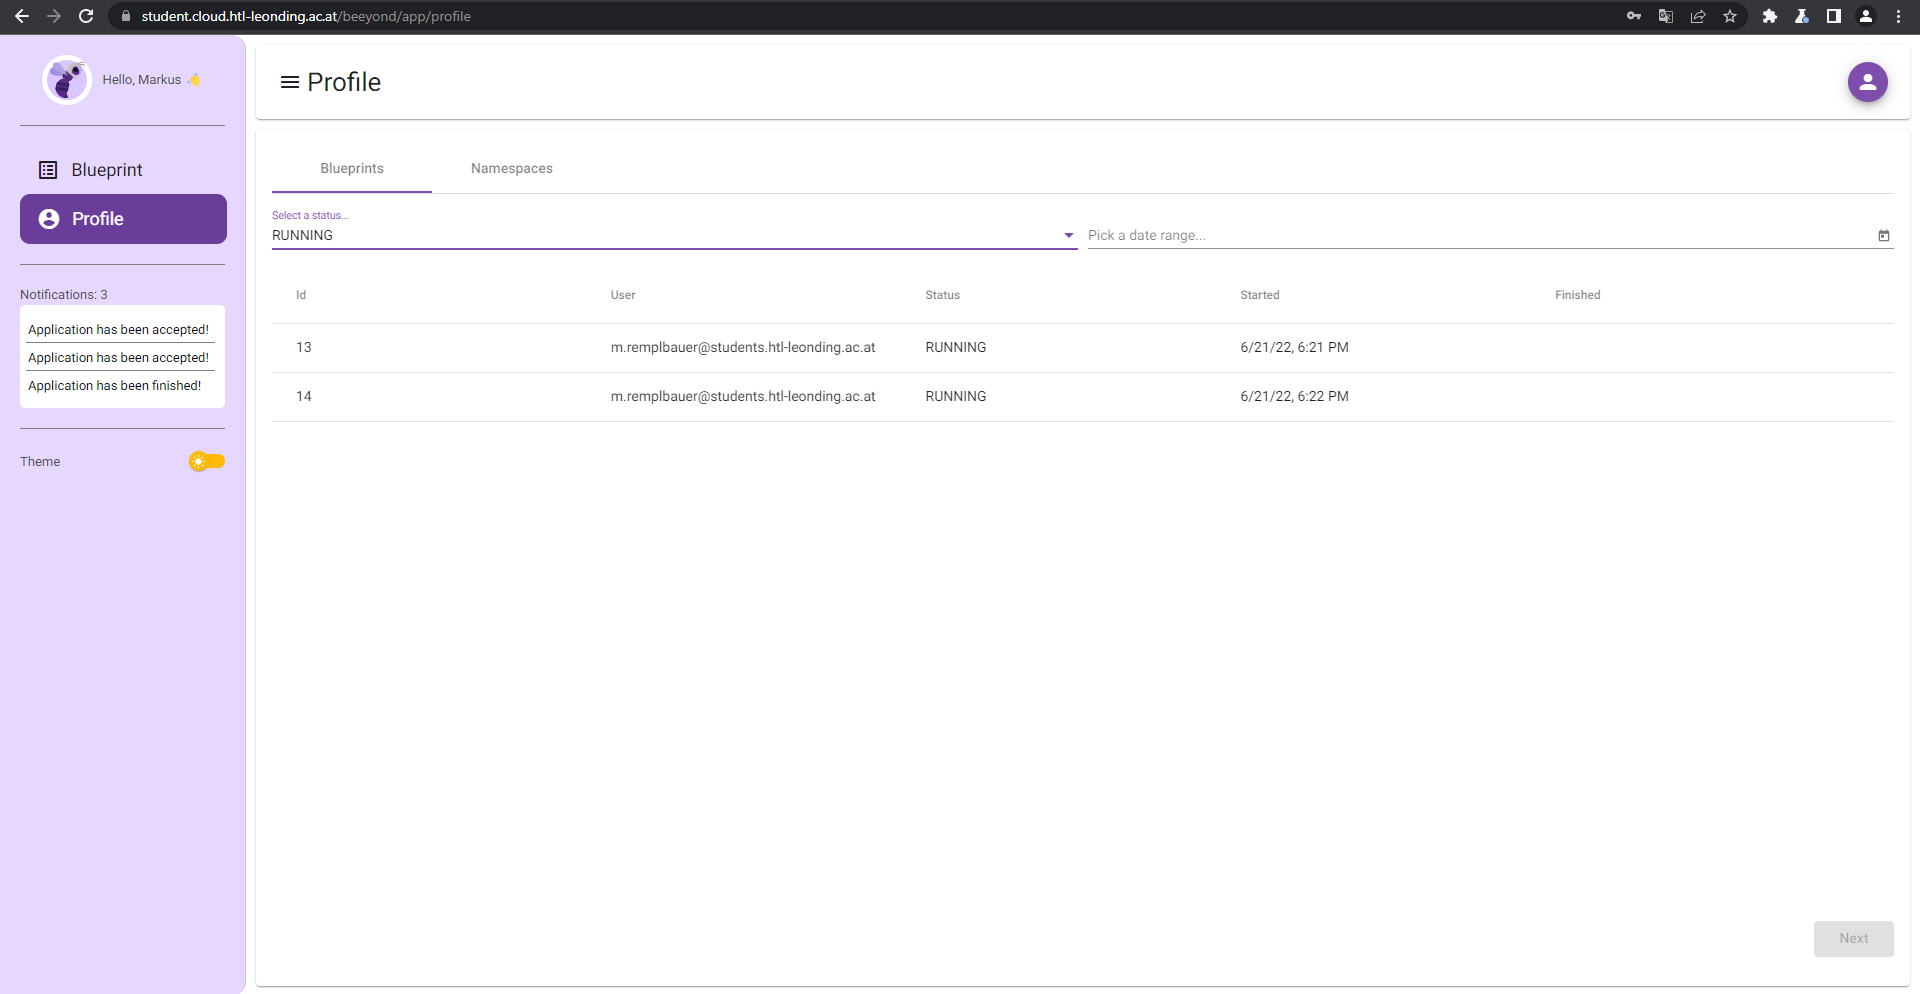 student.cloud.htl-leonding.ac.at/beeyond/app/profile
Hello, Markus 👋
Blueprint
Profile
Notifications: 3
Application has been accepted!
Application has been accepted!
Application has been finished!
Theme
Profile
Blueprints Namespaces
Select a status...
RUNNING
Pick a date range...
Id User Status Started Finished
13 m.remplbauer@students.htl-leonding.ac.at RUNNING 6/21/22, 6:21 PM
14 m.remplbauer@students.htl-leonding.ac.at RUNNING 6/21/22, 6:22 PM
Next